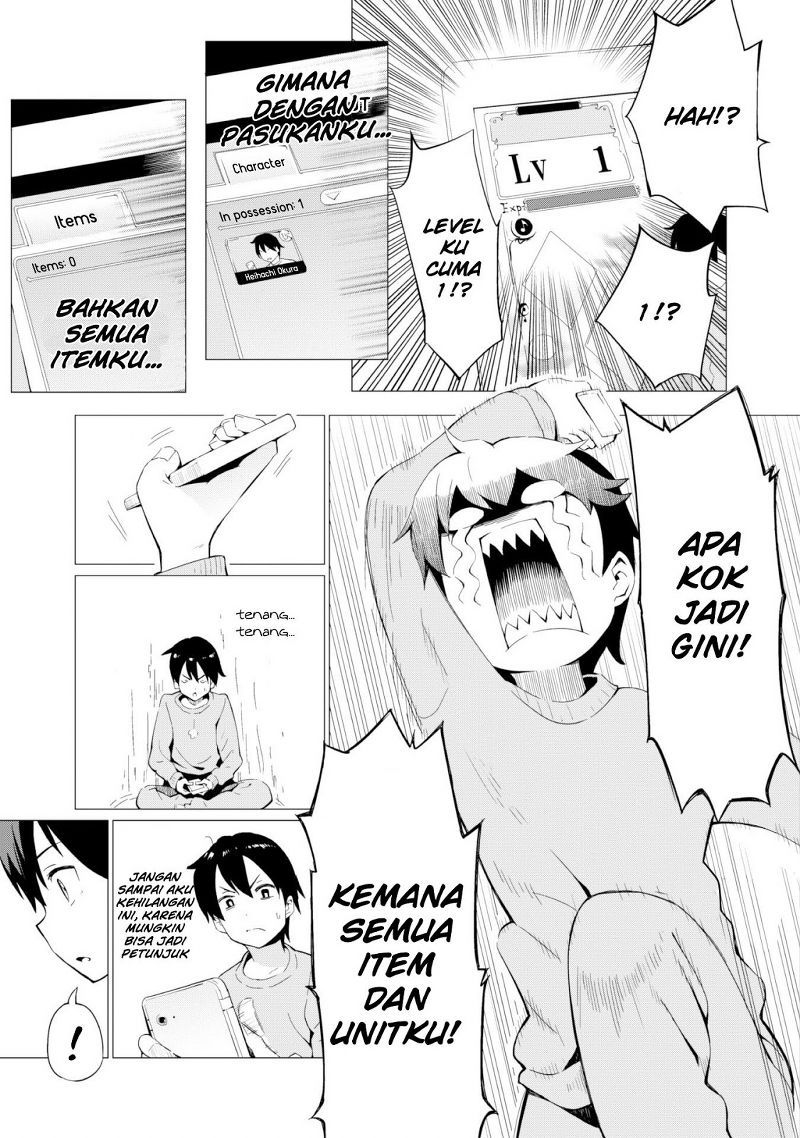 HAH!?
Lv 1
Exp:
LEVEL
KU
CUMA
1!?
1!?
GIMANA
DENGAN
PASUKANKU...
Character
In possession: 1
Heihachi Okura
Items
Items: 0
BAHKAN
SEMUA
ITEMKU...
APA
KOK
JADI
GINI!
KEMANA
SEMUA
ITEM
DAN
UNITKU!
tenang...
tenang...
JANGAN
SAMPAI AKU
KEHILANGAN
INI, KARENA
MUNGKIN
BISA JADI
PETUNJUK
!